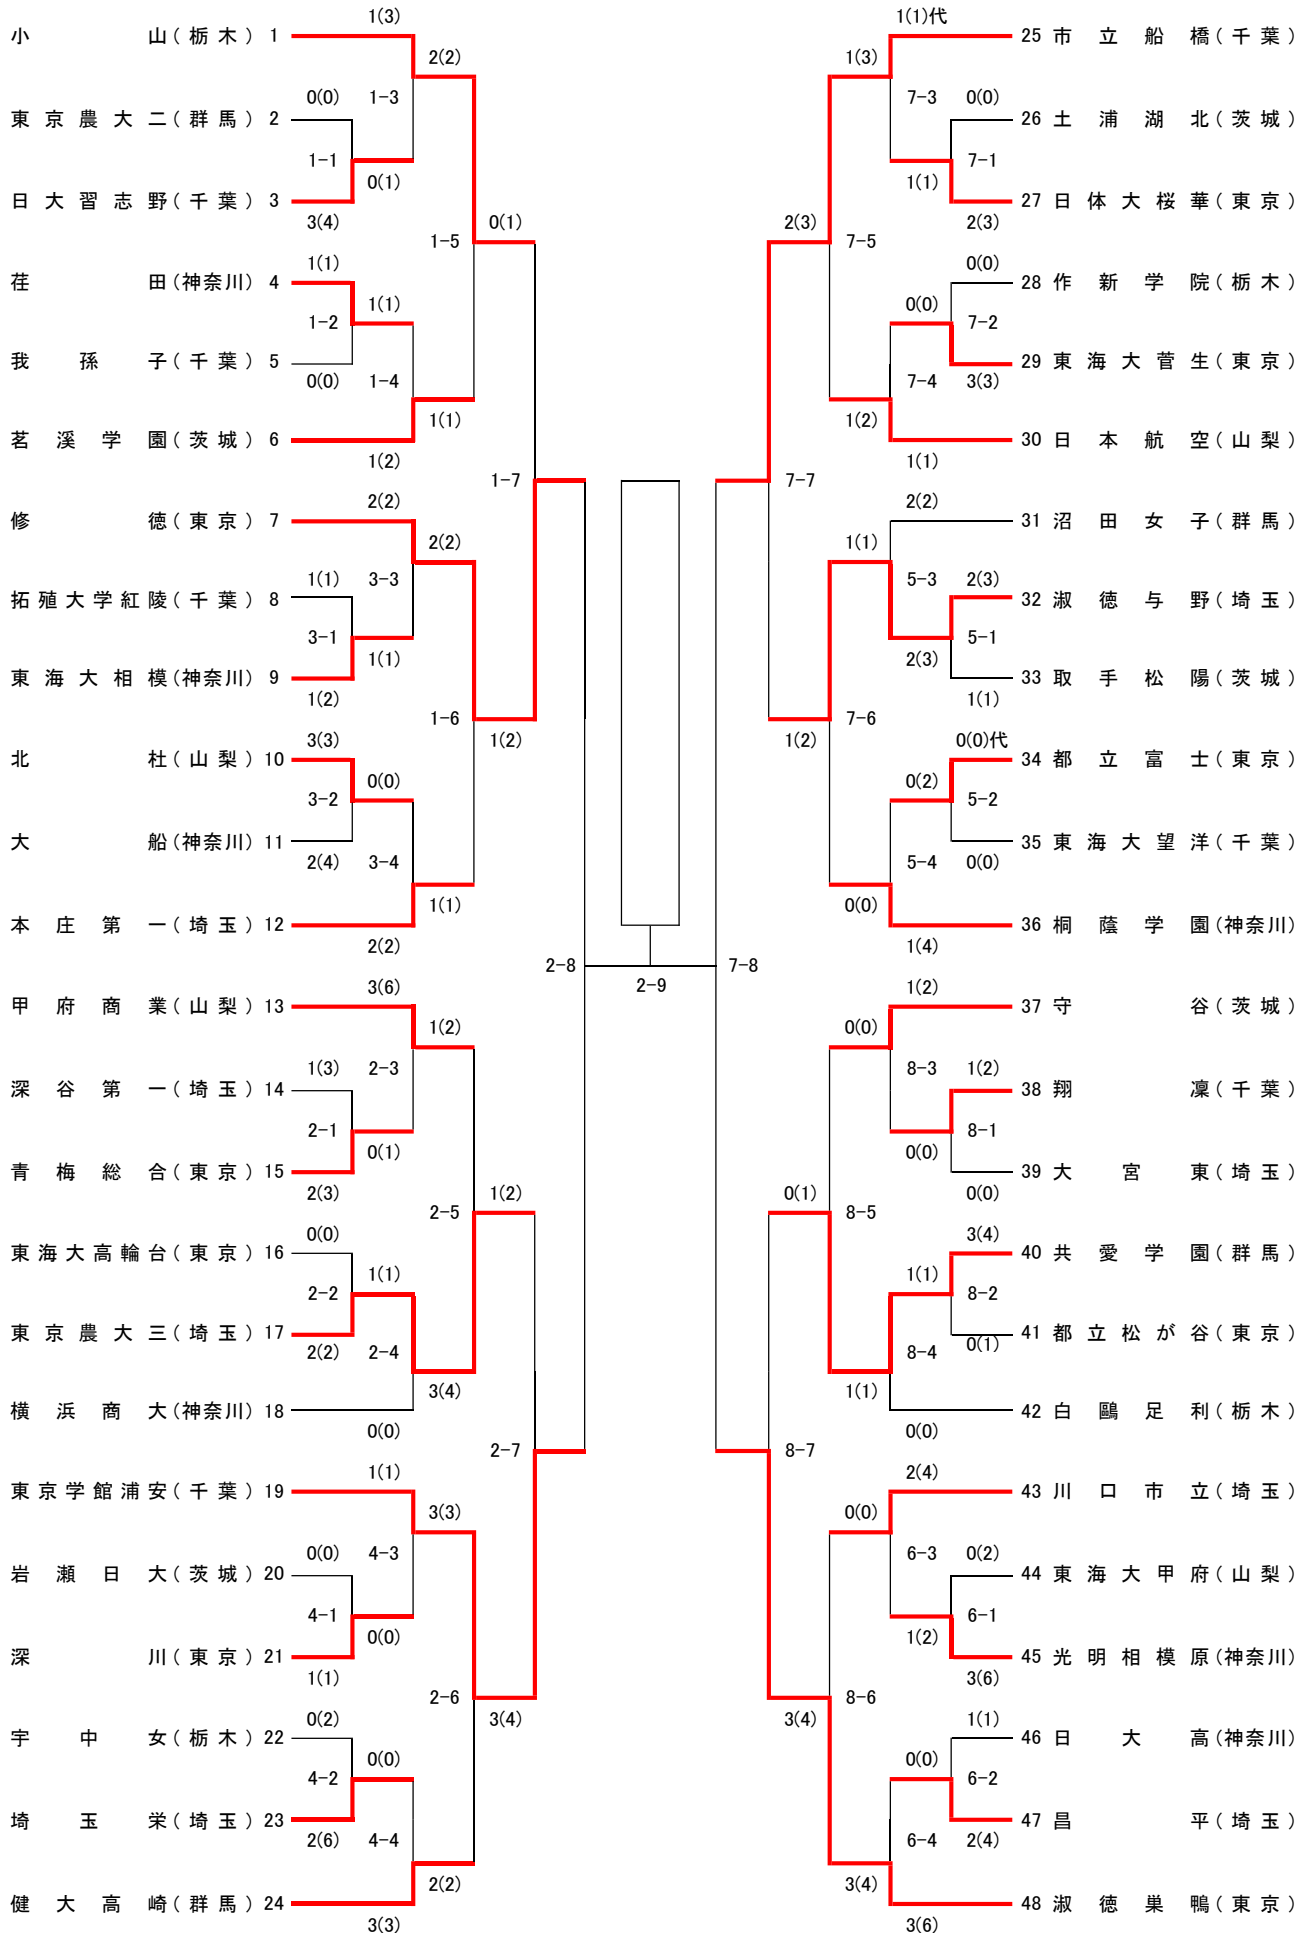 1(3)
1(1)代
小山(栃木) 1
25 市立船橋(千葉)
2(2)
1(3)
0(0)
1-3
7-3
0(0)
東京農大二(群馬) 2
26 土浦湖北(茨城)
1-1
7-1
0(1)
1(1)
日大習志野(千葉) 3
27 日体大桜華(東京)
3(4)
0(1)
2(3)
2(3)
1-5
7-5
1(1)
0(0)
荏田(神奈川) 4
28 作新学院(栃木)
1(1)
0(0)
1-2
7-2
我孫子(千葉) 5
29 東海大菅生(東京)
0(0)
1-4
7-4
3(3)
1(1)
1(2)
茗溪学園(茨城) 6
30 日本航空(山梨)
1(2)
1(1)
1-7
7-7
2(2)
2(2)
修徳(東京) 7
31 沼田女子(群馬)
2(2)
1(1)
1(1)
3-3
5-3
2(3)
拓殖大学紅陵(千葉) 8
32 淑徳与野(埼玉)
3-1
5-1
1(1)
2(3)
東海大相模(神奈川) 9
33 取手松陽(茨城)
1(2)
1(1)
1-6
7-6
1(2)
1(2)
3(3)
0(0)代
北杜(山梨) 10
34 都立富士(東京)
0(0)
0(2)
3-2
5-2
大船(神奈川) 11
35 東海大望洋(千葉)
2(4)
3-4
5-4
0(0)
1(1)
0(0)
本庄第一(埼玉) 12
36 桐蔭学園(神奈川)
2(2)
1(4)
2-8
7-8
2-9
3(6)
1(2)
甲府商業(山梨) 13
37 守谷(茨城)
1(2)
0(0)
1(3)
2-3
8-3
1(2)
深谷第一(埼玉) 14
38 翔凜(千葉)
2-1
8-1
0(1)
0(0)
青梅総合(東京) 15
39 大宮東(埼玉)
2(3)
1(2)
0(1)
0(0)
2-5
8-5
0(0)
3(4)
東海大高輪台(東京) 16
40 共愛学園(群馬)
1(1)
1(1)
2-2
8-2
東京農大三(埼玉) 17
41 都立松が谷(東京)
2(2)
2-4
8-4
0(1)
3(4)
1(1)
横浜商大(神奈川) 18
42 白鷗足利(栃木)
0(0)
0(0)
2-7
8-7
1(1)
2(4)
東京学館浦安(千葉) 19
43 川口市立(埼玉)
3(3)
0(0)
0(0)
4-3
6-3
0(2)
岩瀬日大(茨城) 20
44 東海大甲府(山梨)
4-1
6-1
0(0)
1(2)
深川(東京) 21
45 光明相模原(神奈川)
1(1)
3(6)
2-6
8-6
3(4)
3(4)
0(2)
1(1)
宇中女(栃木) 22
46 日大高(神奈川)
0(0)
0(0)
4-2
6-2
埼玉栄(埼玉) 23
47 昌平(埼玉)
2(6)
4-4
6-4
2(4)
2(2)
3(4)
健大高崎(群馬) 24
48 淑徳巣鴨(東京)
3(3)
3(6)